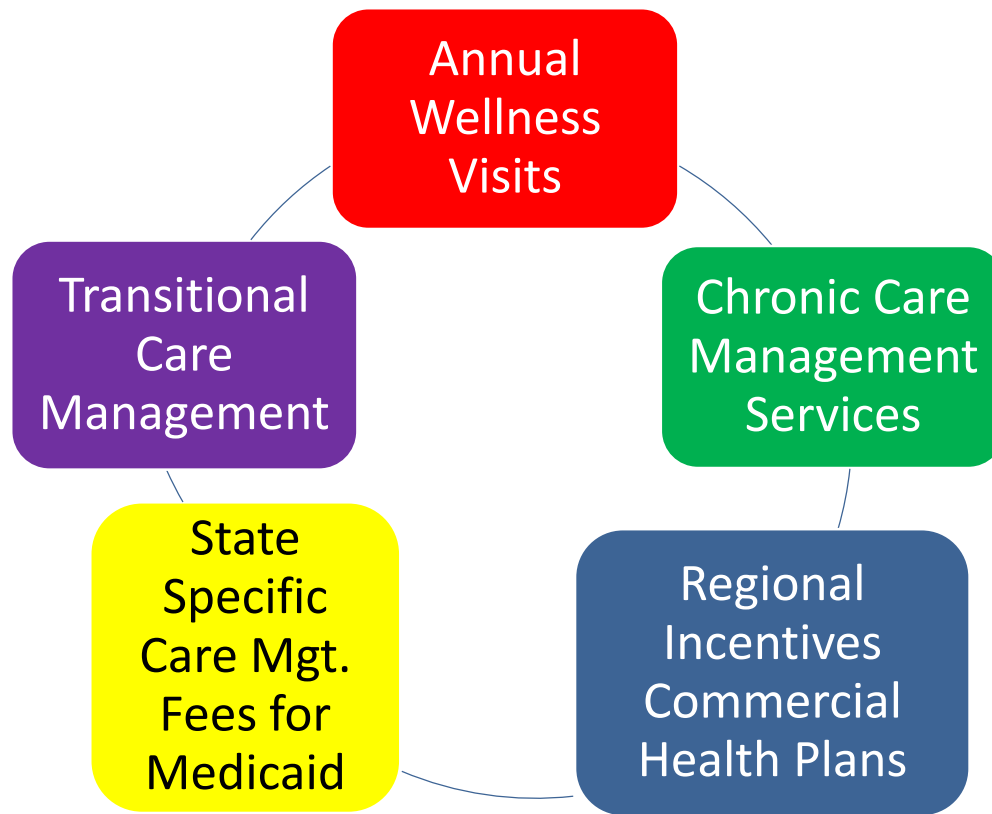 Annual
Wellness
Visits
Transitional
Care
Management
Chronic Care
Management
Services
State
Specific
Care Mgt.
Fees for
Medicaid
Regional
Incentives
Commercial
Health Plans